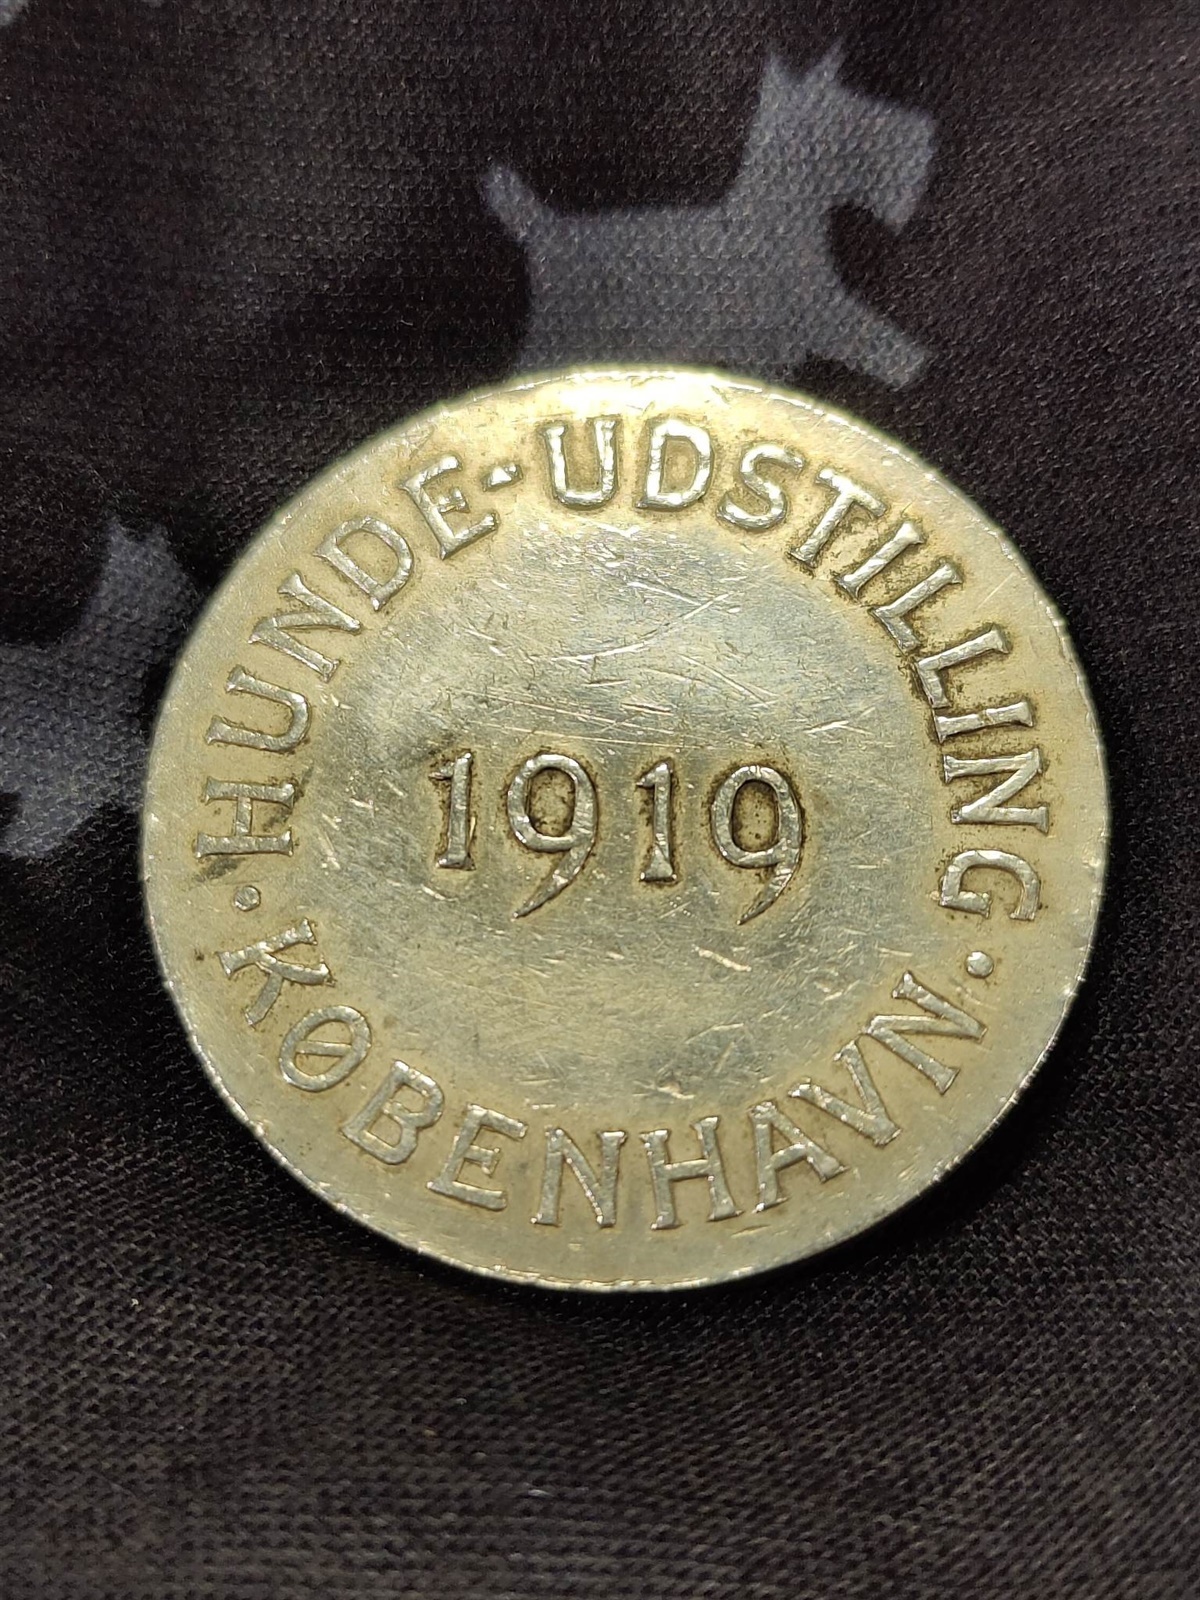 HUNDE-UDSTILLING
1919
· KØBENHAVN ·